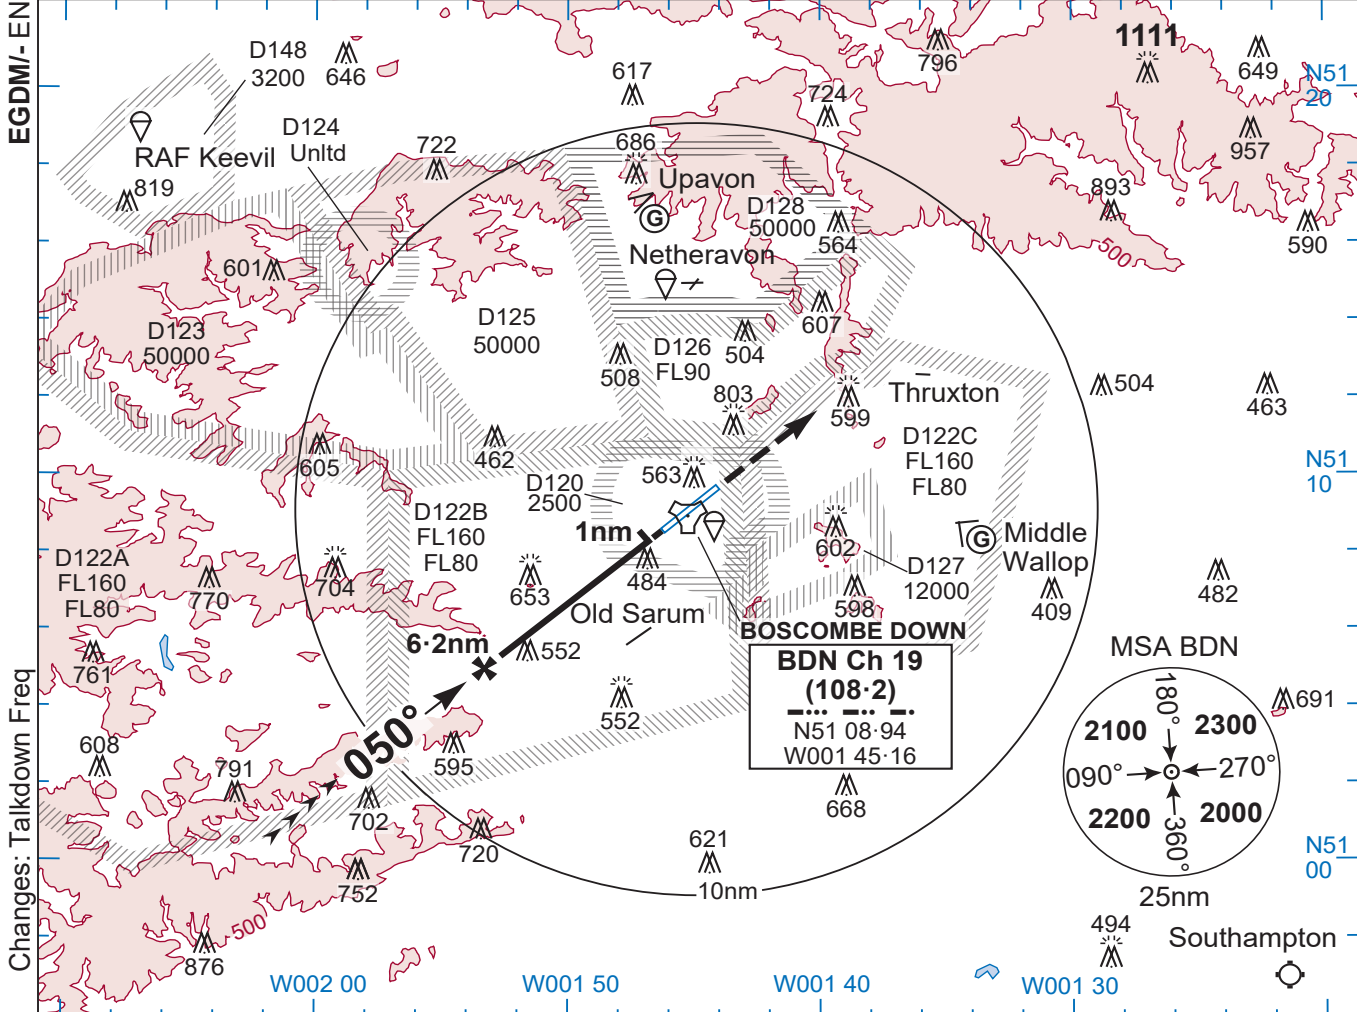 EGDM/- EN
Changes: Talkdown Freq
D148
3200
646
617
796
1111
649
N51
20
724
D124
Unltd
RAF Keevil
819
722
686
Upavon
G
957
893
D128
50000
564
590
500
Netheravon
601
D123
50000
D125
50000
607
D126
FL90
504
508
803
Thruxton
599
504
463
605
462
D122C
FL160
FL80
N51
10
563
D120
2500
D122B
FL160
FL80
1nm
602
G
Middle
Wallop
D122A
FL160
FL80
770
704
653
484
D127
12000
598
409
482
Old Sarum
BOSCOMBE DOWN
6·2nm
552
761
BDN Ch 19
(108·2)
N51 08·94
W001 45·16
MSA BDN
180°
2100
2300
090°
270°
2200
2000
360°
25nm
691
552
050°
595
608
791
702
668
720
621
10nm
752
N51
00
500
876
494
Southampton
W002 00
W001 50
W001 40
W001 30